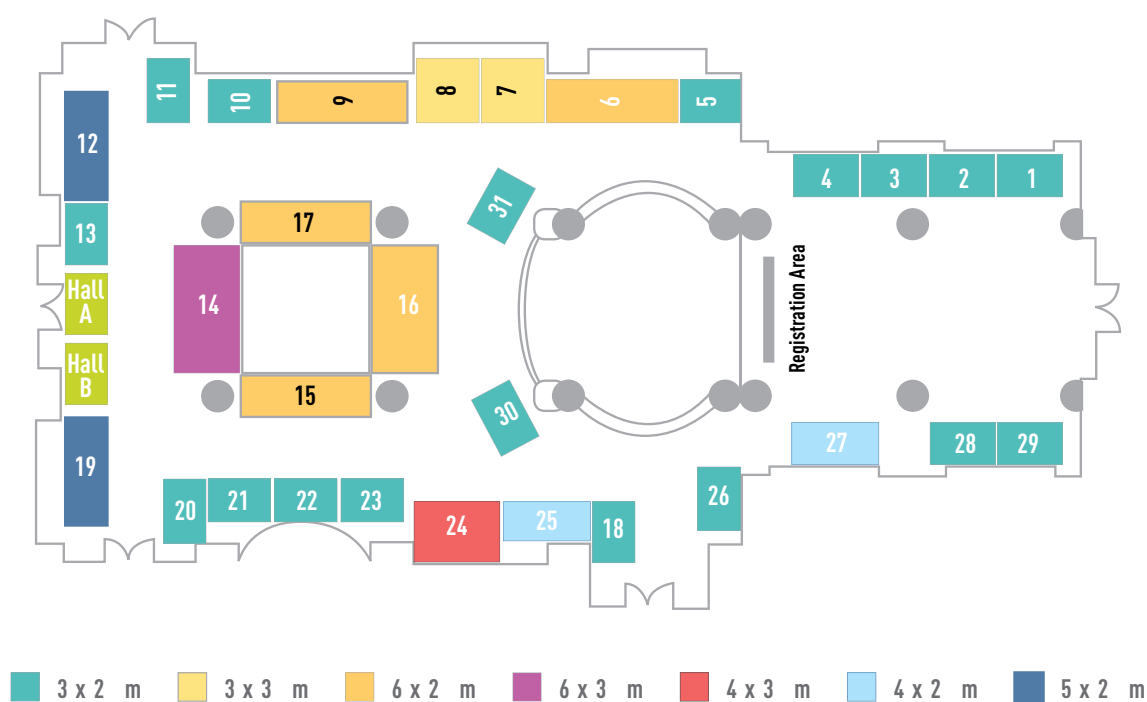 11
10
9
8
7
6
5
12
4
3
2
1
31
13
17
Hall
A
14
16
Registration Area
Hall
B
15
30
27
28
29
19
20
21
22
23
24
25
18
26
3 x 2 m
3 x 3 m
6 x 2 m
6 x 3 m
4 x 3 m
4 x 2 m
5 x 2 m